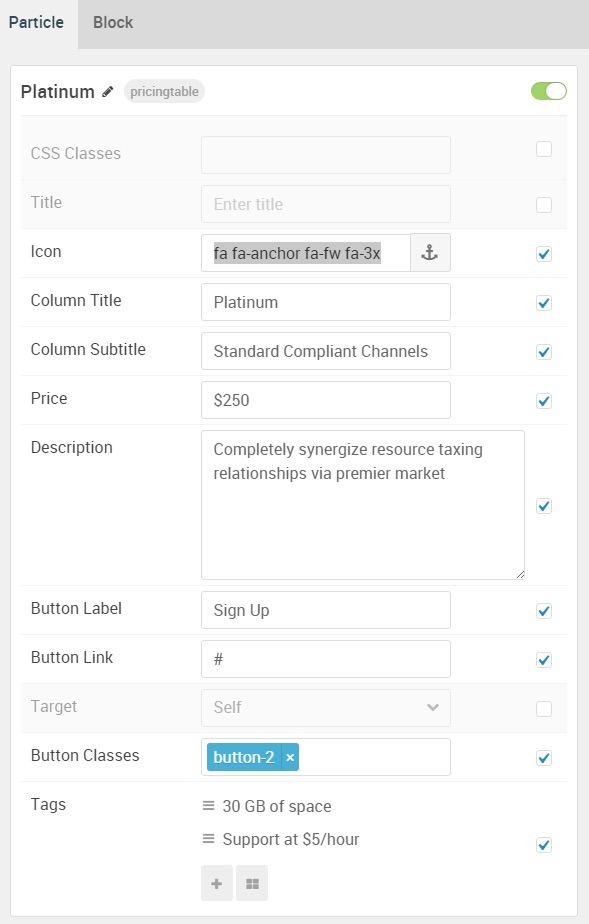 Particle Block
Platinum pricingtable
CSS Classes
Title Enter title
Icon fa fa-anchor fa-fw fa-3x
Column Title Platinum
Column Subtitle Standard Compliant Channels
Price $250
Description Completely synergize resource taxing
relationships via premier market
Button Label Sign Up
Button Link #
Target Self
Button Classes button-2 ×
Tags 30 GB of space
Support at $5/hour